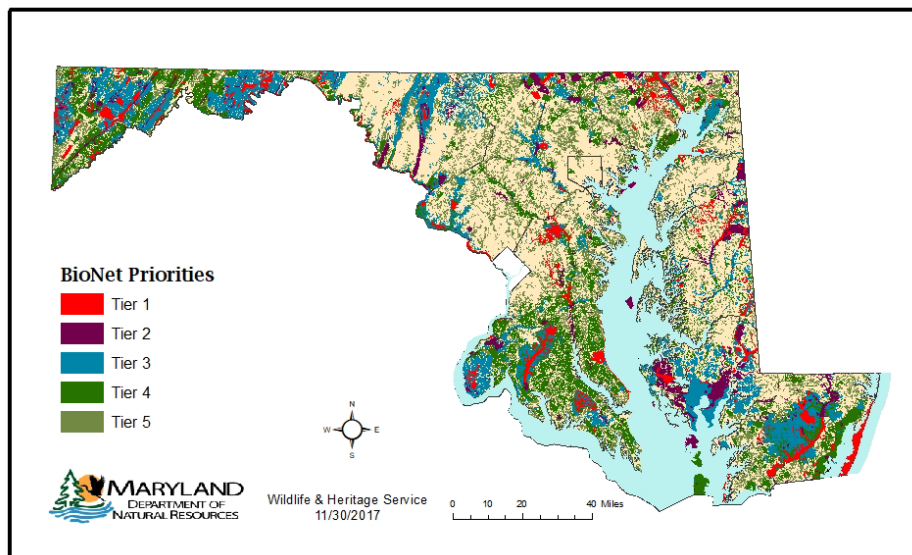 BioNet Priorities
Tier 1
Tier 2
Tier 3
Tier 4
Tier 5
N
W E
S
MARYLAND
DEPARTMENT OF
NATURAL RESOURCES
Wildlife & Heritage Service
11/30/2017
0 10 20 40 Miles